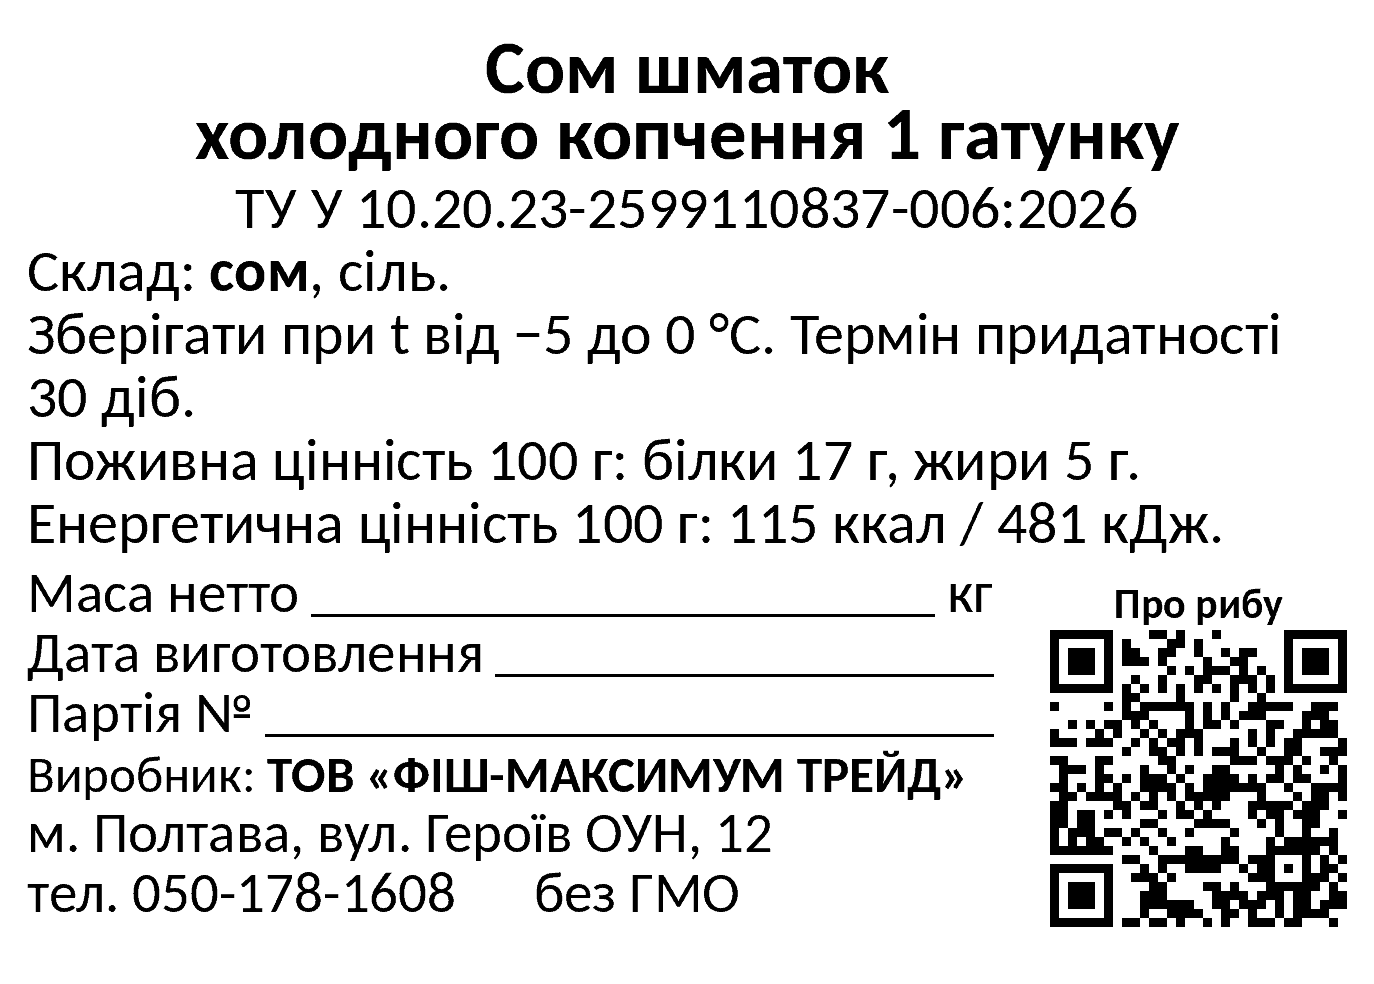 Сом шматок
холодного копчення 1 гатунку
ТУ У 10.20.23-2599110837-006:2026
Склад: сом, сіль.
Зберігати при t від −5 до 0 °С. Термін придатності
30 діб.
Поживна цінність 100 г: білки 17 г, жири 5 г.
Енергетична цінність 100 г: 115 ккал / 481 кДж.
Маса нетто ____________________ кг
Дата виготовлення ____________________
Партія № ____________________
Виробник: ТОВ «ФІШ-МАКСИМУМ ТРЕЙД»
м. Полтава, вул. Героїв ОУН, 12
тел. 050-178-1608 без ГМО
Про рибу